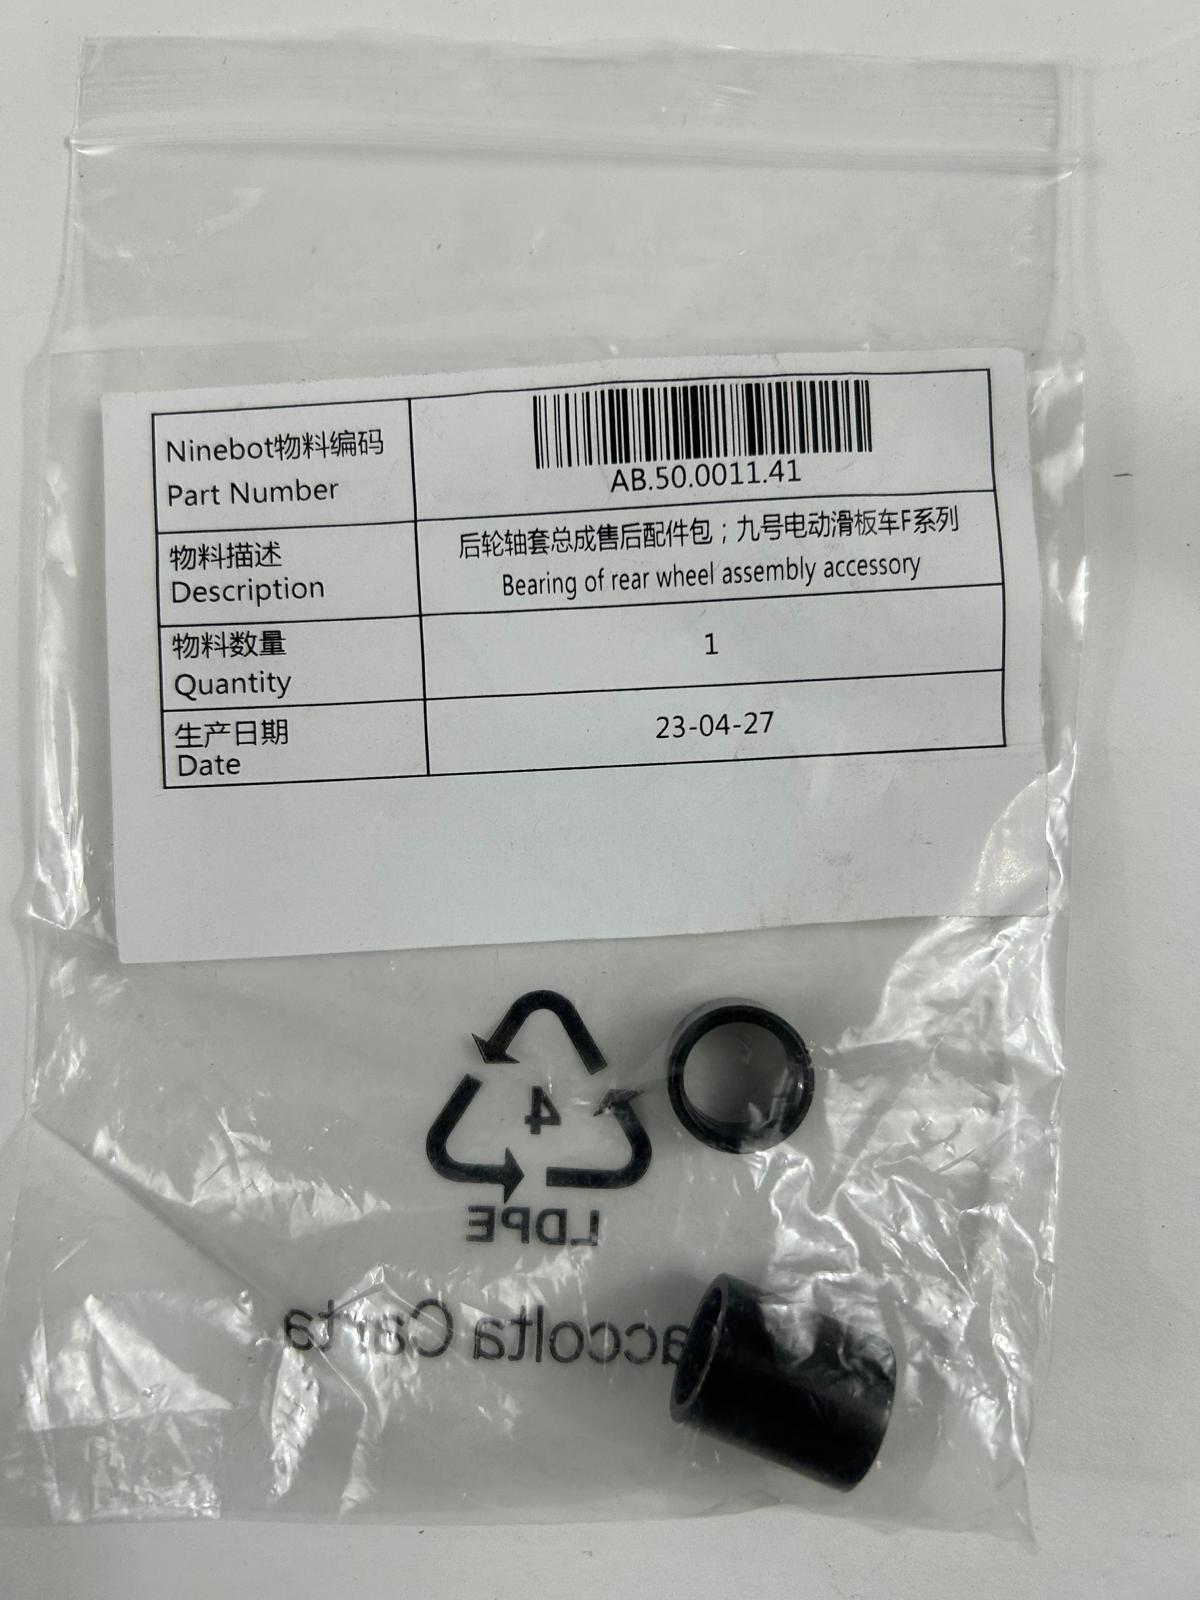 Ninebot物料编码
Part Number
AB.50.0011.41
物料描述
Description
后轮轴套总成售后配件包；九号电动滑板车F系列
Bearing of rear wheel assembly accessory
物料数量
Quantity
1
生产日期
Date
23-04-27
4
LDPE
accolta Carta